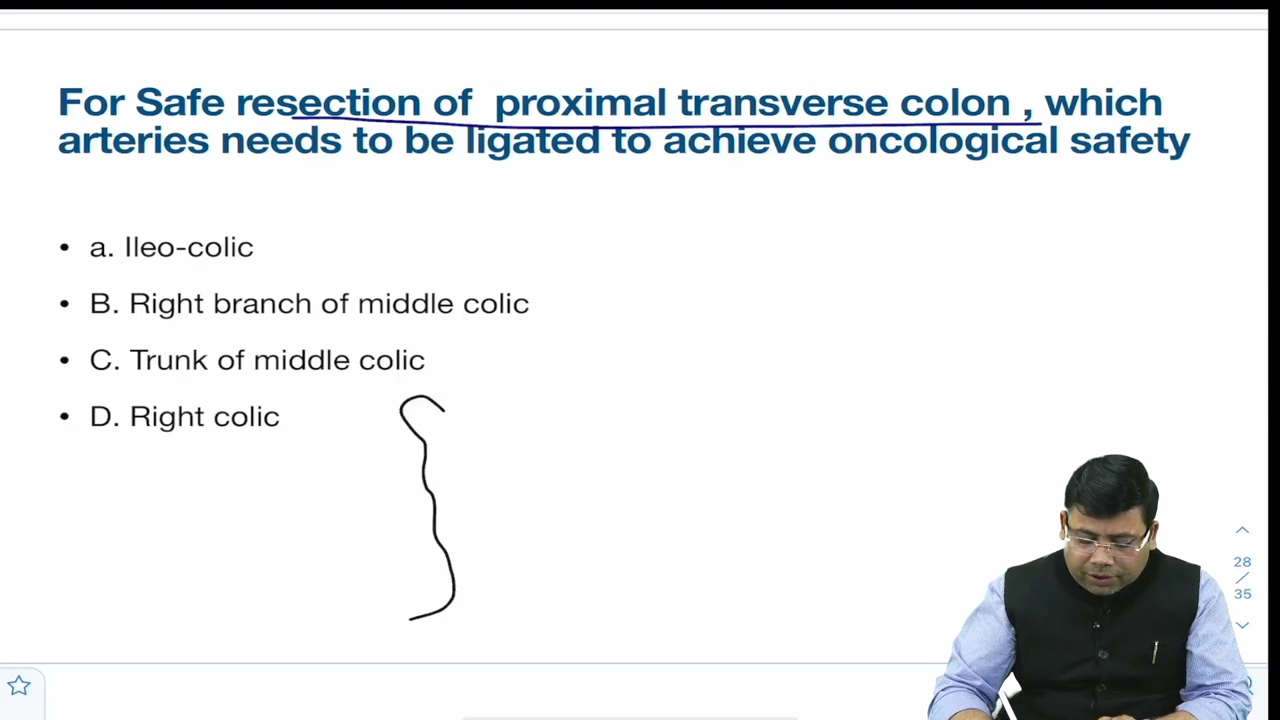 For Safe resection of proximal transverse colon , which
arteries needs to be ligated to achieve oncological safety
• a. Ileo-colic
• B. Right branch of middle colic
• C. Trunk of middle colic
• D. Right colic
28
/
35